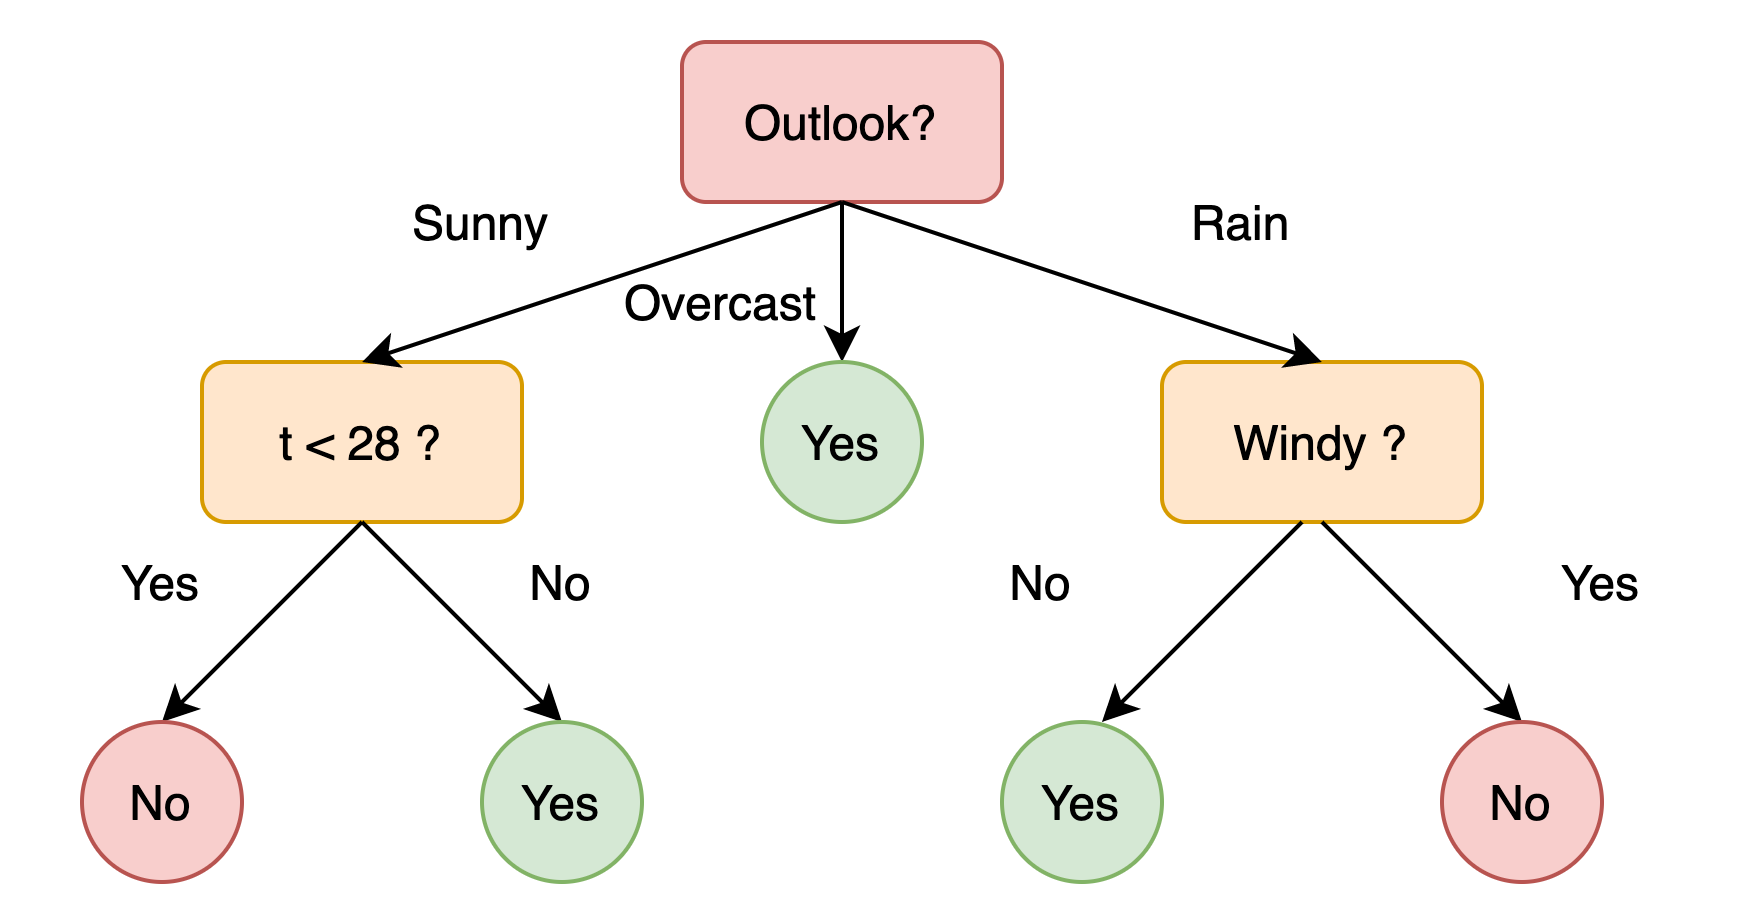 Outlook?
Sunny
Rain
Overcast
t < 28 ?
Yes
Windy ?
Yes
No
No
Yes
No
Yes
Yes
No